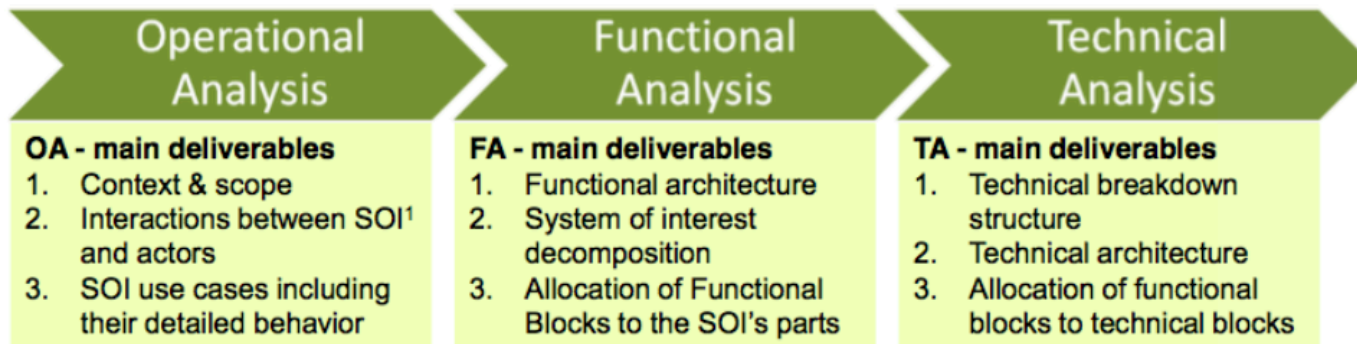 Operational
Analysis
OA - main deliverables
1. Context & scope
2. Interactions between SOI¹
and actors
3. SOI use cases including
their detailed behavior
Functional
Analysis
FA - main deliverables
1. Functional architecture
2. System of interest
decomposition
3. Allocation of Functional
Blocks to the SOI's parts
Technical
Analysis
TA - main deliverables
1. Technical breakdown
structure
2. Technical architecture
3. Allocation of functional
blocks to technical blocks